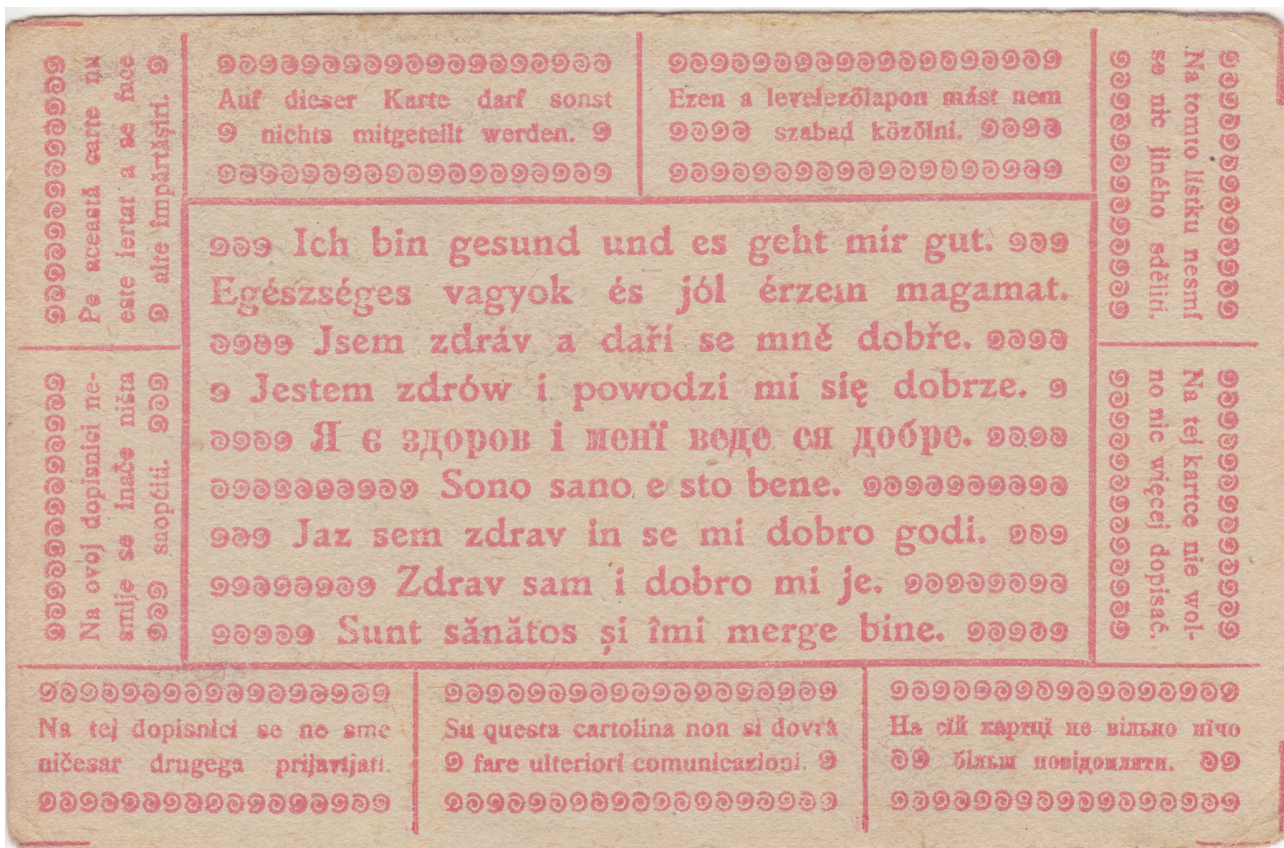 Auf dieser Karte darf sonst
nichts mitgeteilt werden.
Ezen a levelezőlapon mást nem
szabad közölni.
Pe această carte nu
este iertat a se face
alte împărtăşiri.
Na ovoj dopisnici ne-
smije se inače ništa
saopćiti.
Ich bin gesund und es geht mir gut.
Egészséges vagyok és jól érzem magamat.
Jsem zdráv a daří se mně dobře.
Jestem zdrów i powodzi mi się dobrze.
Я є здоров і менї веде ся добре.
Sono sano e sto bene.
Jaz sem zdrav in se mi dobro godi.
Zdrav sam i dobro mi je.
Sunt sănătos şi îmi merge bine.
Na tomto lístku nesmí
se nic jiného sděliti.
Na tej kartce nie wol-
no nic więcej dopisać.
Na tej dopisnici se ne sme
ničesar drugega prijavljati.
Su questa cartolina non si dovrà
fare ulteriori comunicazioni.
На сїй картцї не вільно нїчо
більш повідомляти.